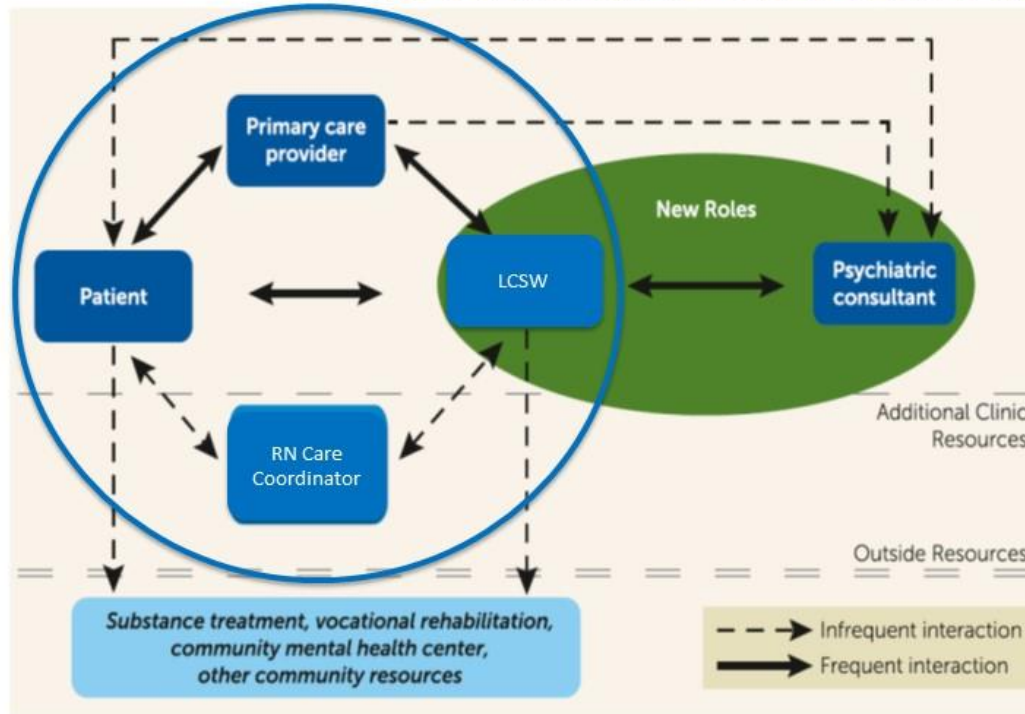 Primary care
provider
New Roles
Patient
LCSW
Psychiatric
consultant
Additional Clinic
Resources
RN Care
Coordinator
Outside Resources
Substance treatment, vocational rehabilitation,
community mental health center,
other community resources
Infrequent interaction
Frequent interaction